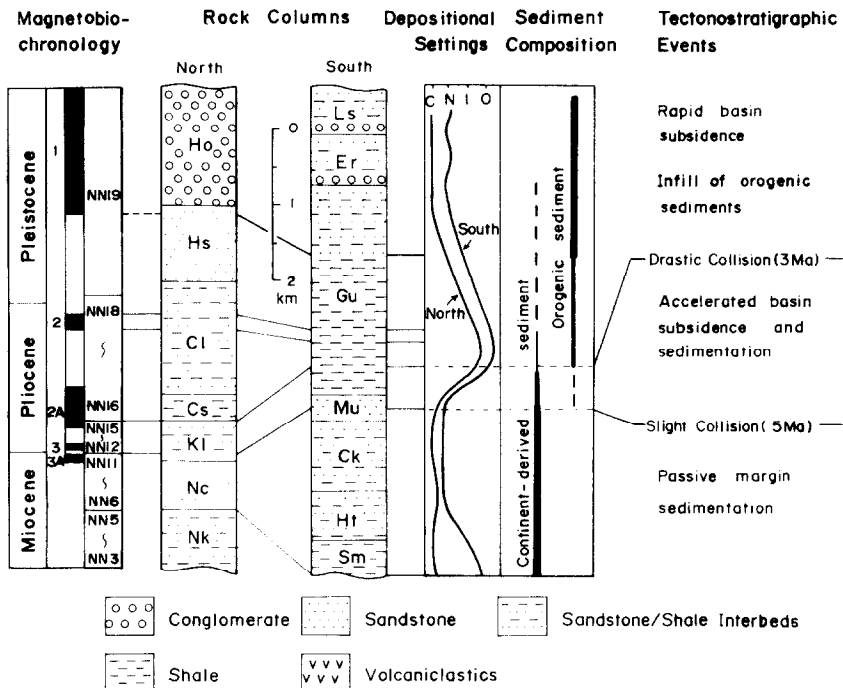 Magnetobio-
chronology
Rock Columns
Depositional
Settings
Sediment
Composition
Tectonostratigraphic
Events
North
South
Pleistocene
Pliocene
Miocene
1
2
2A
3
3A
NN19
NN18
NN16
NN15
NN12
NN11
NN6
NN5
NN3
Ho
Hs
Cl
Cs
Kl
Nc
Nk
0
1
2
km
Ls
Er
Gu
Mu
Ck
Ht
Sm
C N I O
South
North
Continent-derived sediment
Orogenic sediment
Rapid basin
subsidence
Infill of orogenic
sediments
Drastic Collision (3Ma)
Accelerated basin
subsidence and
sedimentation
Slight Collision (5Ma)
Passive margin
sedimentation
Conglomerate
Sandstone
Sandstone/Shale Interbeds
Shale
Volcaniclastics